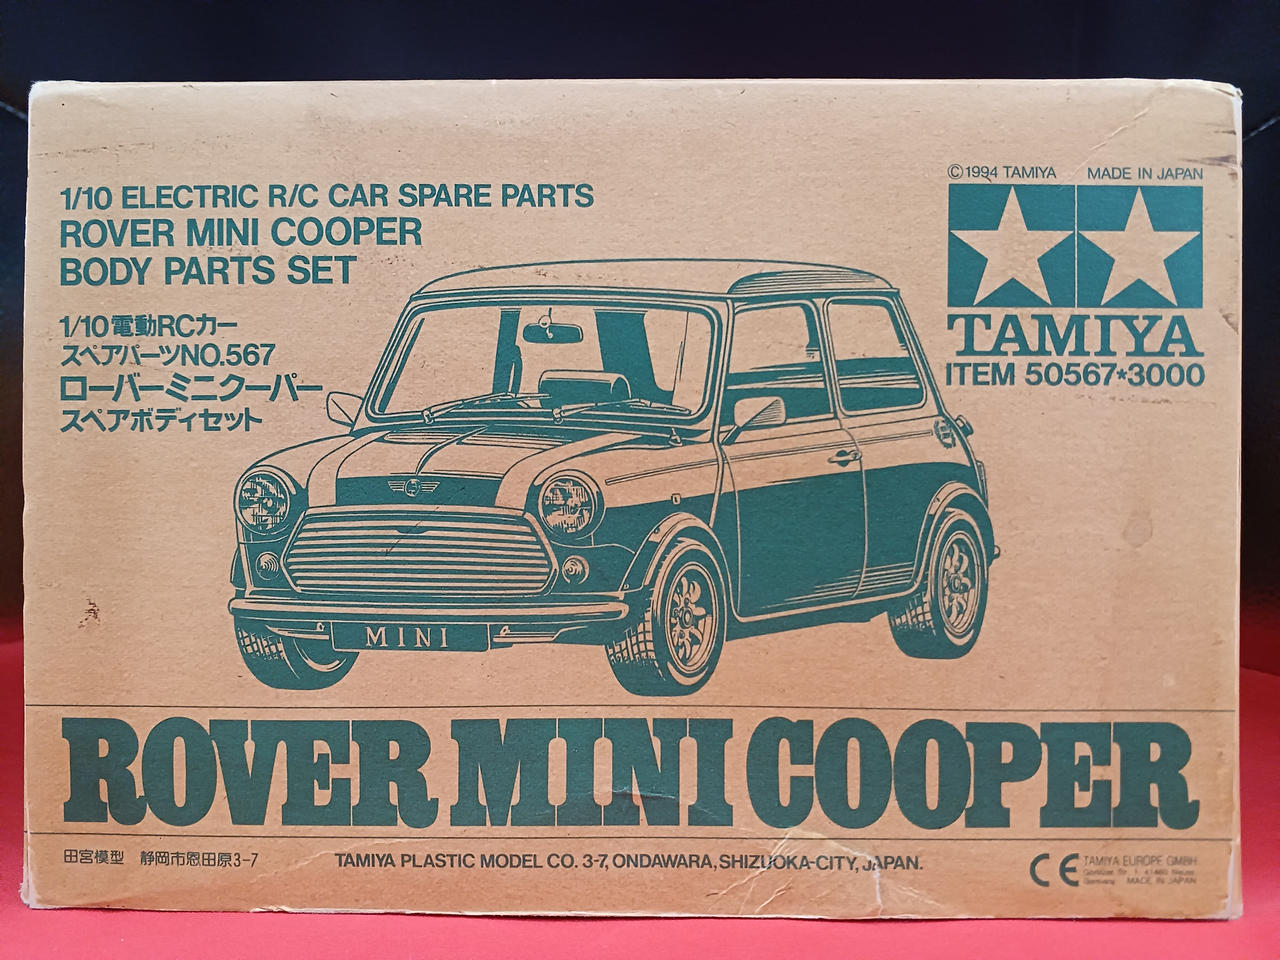 1/10 ELECTRIC R/C CAR SPARE PARTS
ROVER MINI COOPER
BODY PARTS SET
1/10電動RCカー
スペアパーツNO.567
ローバーミニクーパー
スペアボディセット
©1994 TAMIYA MADE IN JAPAN
TAMIYA
ITEM 50567*3000
MINI
ROVER MINI COOPER
田宮模型 静岡市恩田原3-7
TAMIYA PLASTIC MODEL CO. 3-7, ONDAWARA, SHIZUOKA-CITY, JAPAN.
CE
TAMIYA EUROPE GMBH
Germany MADE IN JAPAN